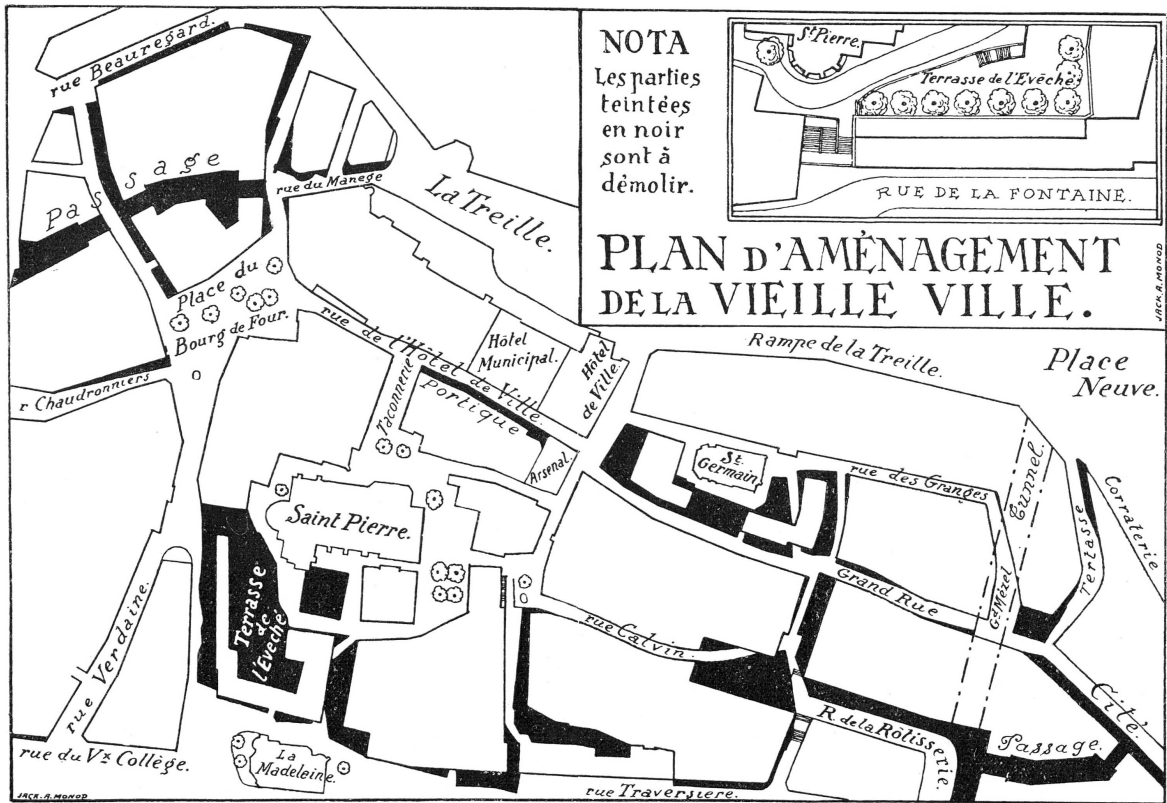 rue Beauregard.
Passage
rue du Manège
La Treille.
Place du
Bourg de Four.
r Chaudronniers
rue de l'Hôtel de Ville.
Hôtel
Municipal.
Hôtel
de Ville.
Taconnerie
Portique
Arsenal.
Saint Pierre.
Terrasse
de
l'Evêché
rue Verdaine.
rue du Vx Collège.
La
Madeleine.
rue Traversière.
rue Calvin.
St.
Germain
rue des Granges
Grand Rue
Gd Mézel
Tunnel.
Tertasse
Corraterie
Cité.
R. de la Rôtisserie.
Passage.
Rampe de la Treille.
Place
Neuve.
NOTA
Les parties
teintées
en noir
sont à
démolir.
St Pierre.
Terrasse de l'Evêché.
RUE DE LA FONTAINE.
PLAN D'AMÉNAGEMENT
DE LA VIEILLE VILLE.
JACK.A.MONOD
JACK.A.MONOD